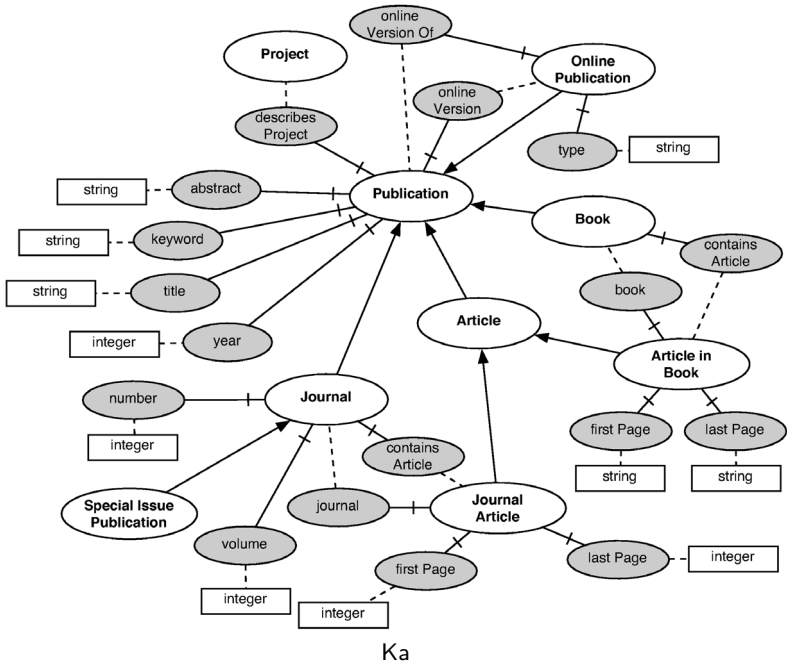 online
Version Of
Project
Online
Publication
online
Version
describes
Project
type
string
string
abstract
Publication
Book
string
keyword
contains
Article
string
title
book
Article
integer
year
Article in
Book
number
Journal
integer
first Page
last Page
contains
Article
string
string
Special Issue
Publication
journal
Journal
Article
volume
first Page
last Page
integer
integer
integer
Ka